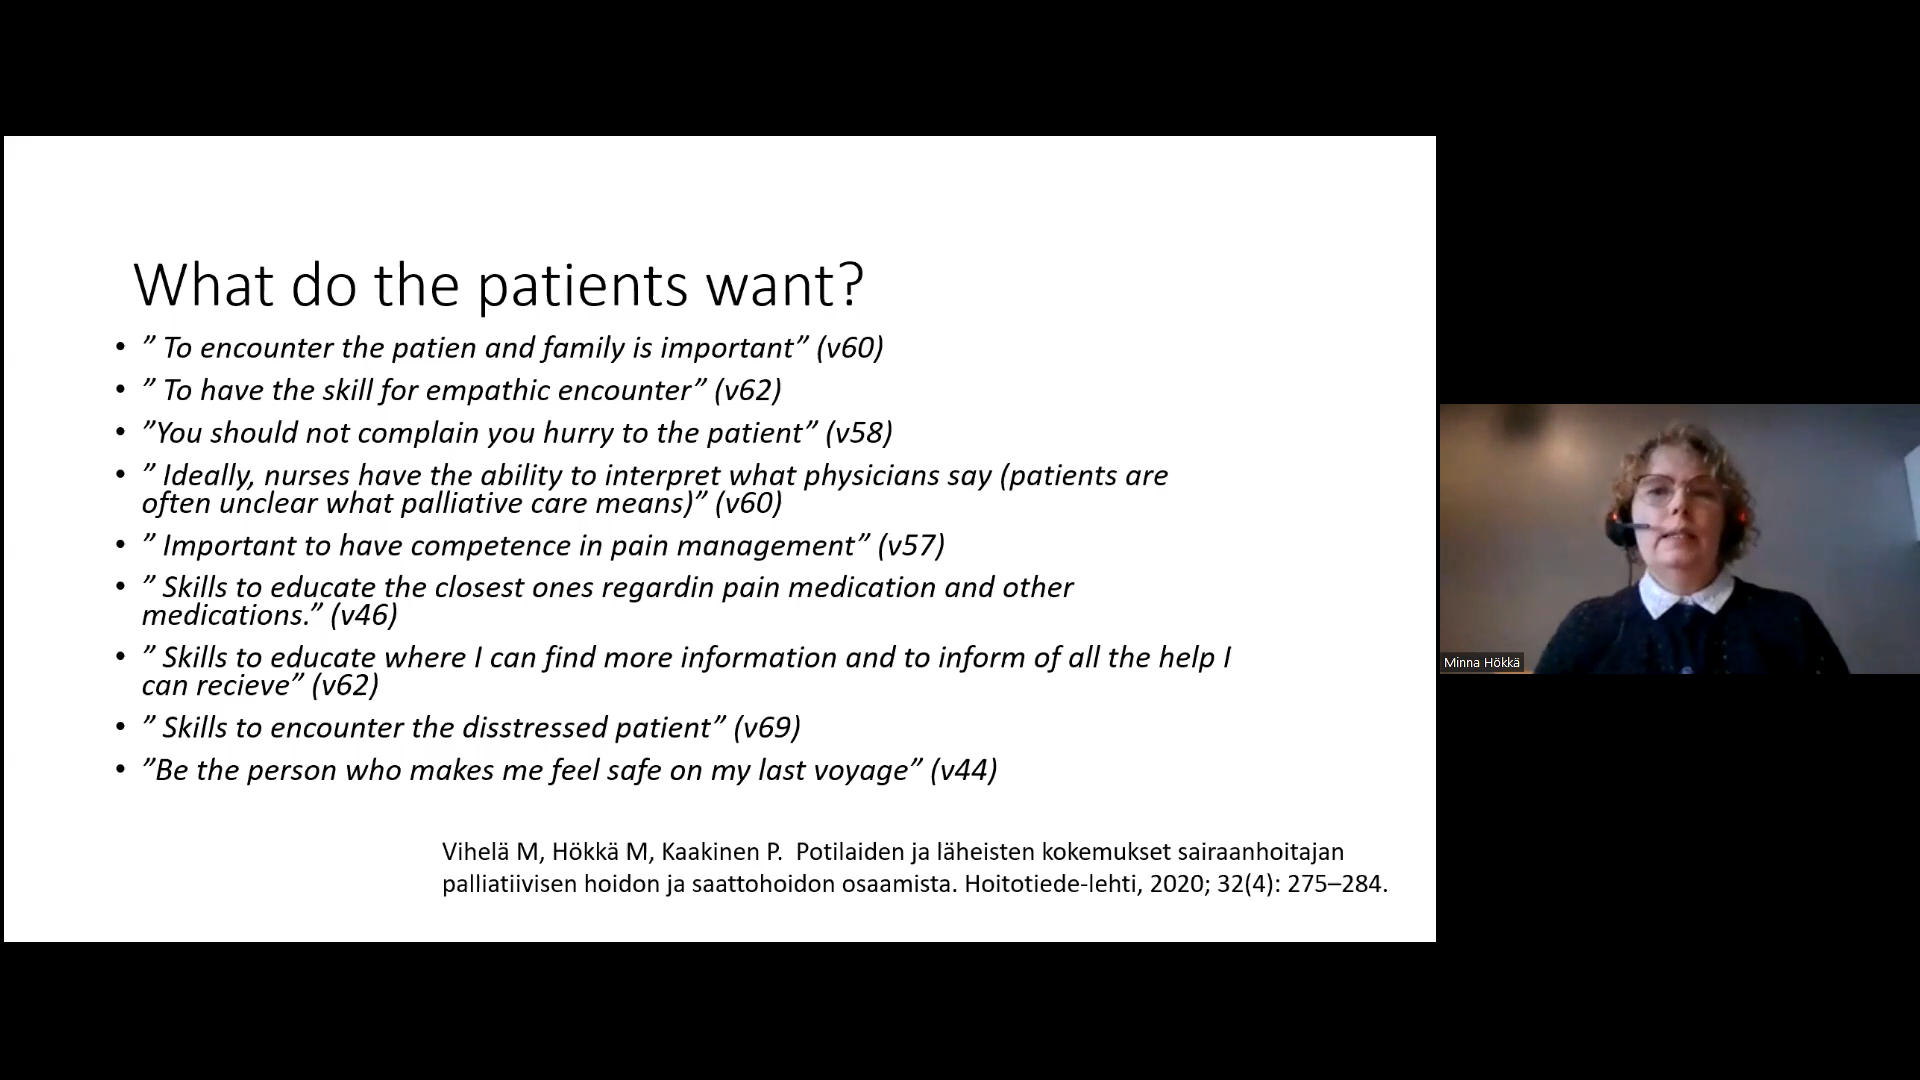 What do the patients want?
• ” To encounter the patien and family is important” (v60)
• ” To have the skill for empathic encounter” (v62)
• ”You should not complain you hurry to the patient” (v58)
• ” Ideally, nurses have the ability to interpret what physicians say (patients are
often unclear what palliative care means)” (v60)
• ” Important to have competence in pain management” (v57)
• ” Skills to educate the closest ones regardin pain medication and other
medications.” (v46)
• ” Skills to educate where I can find more information and to inform of all the help I
can recieve” (v62)
• ” Skills to encounter the disstressed patient” (v69)
• ”Be the person who makes me feel safe on my last voyage” (v44)
Vihelä M, Hökkä M, Kaakinen P.  Potilaiden ja läheisten kokemukset sairaanhoitajan
palliatiivisen hoidon ja saattohoidon osaamista. Hoitotiede-lehti, 2020; 32(4): 275–284.
Minna Hökkä